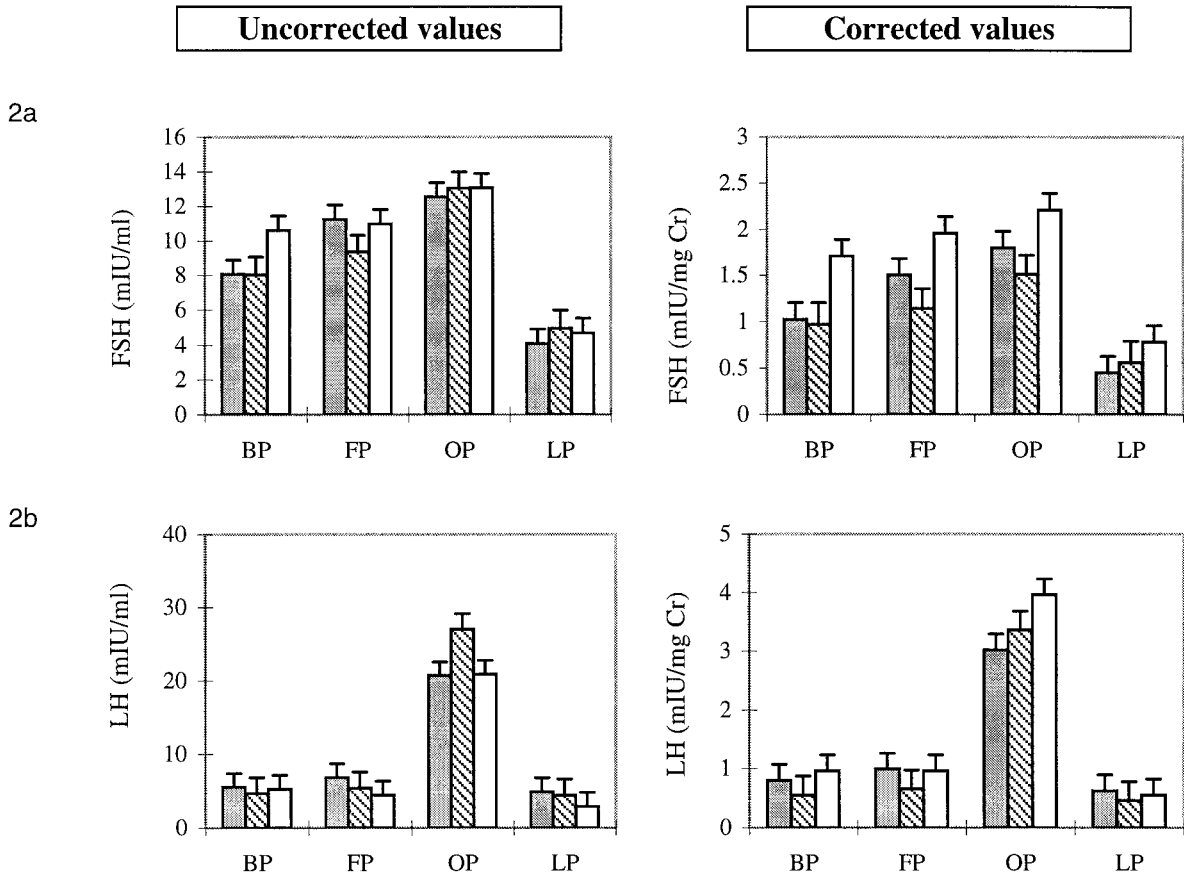 Uncorrected values
Corrected values
2a
FSH (mIU/ml)
16
14
12
10
8
6
4
2
0
BP FP OP LP
FSH (mIU/mg Cr)
3
2.5
2
1.5
1
0.5
0
BP FP OP LP
2b
LH (mIU/ml)
40
30
20
10
0
BP FP OP LP
LH (mIU/mg Cr)
5
4
3
2
1
0
BP FP OP LP